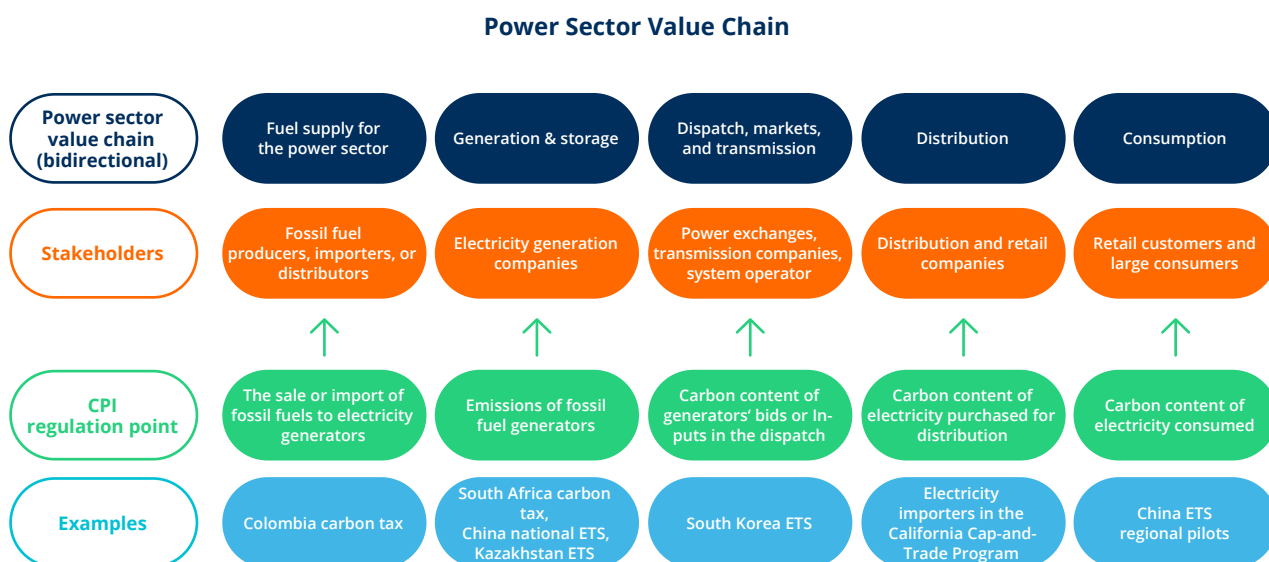 Power Sector Value Chain
Power sector
value chain
(bidirectional)
Fuel supply for
the power sector
Generation & storage
Dispatch, markets,
and transmission
Distribution
Consumption
Stakeholders
Fossil fuel
producers, importers, or
distributors
Electricity generation
companies
Power exchanges,
transmission companies,
system operator
Distribution and retail
companies
Retail customers and
large consumers
CPI
regulation point
The sale or import of
fossil fuels to electricity
generators
Emissions of fossil
fuel generators
Carbon content of
generators‘ bids or In-
puts in the dispatch
Carbon content of
electricity purchased for
distribution
Carbon content of
electricity consumed
Examples
Colombia carbon tax
South Africa carbon
tax,
China national ETS,
Kazakhstan ETS
South Korea ETS
Electricity
importers in the
California Cap-and-
Trade Program
China ETS
regional pilots